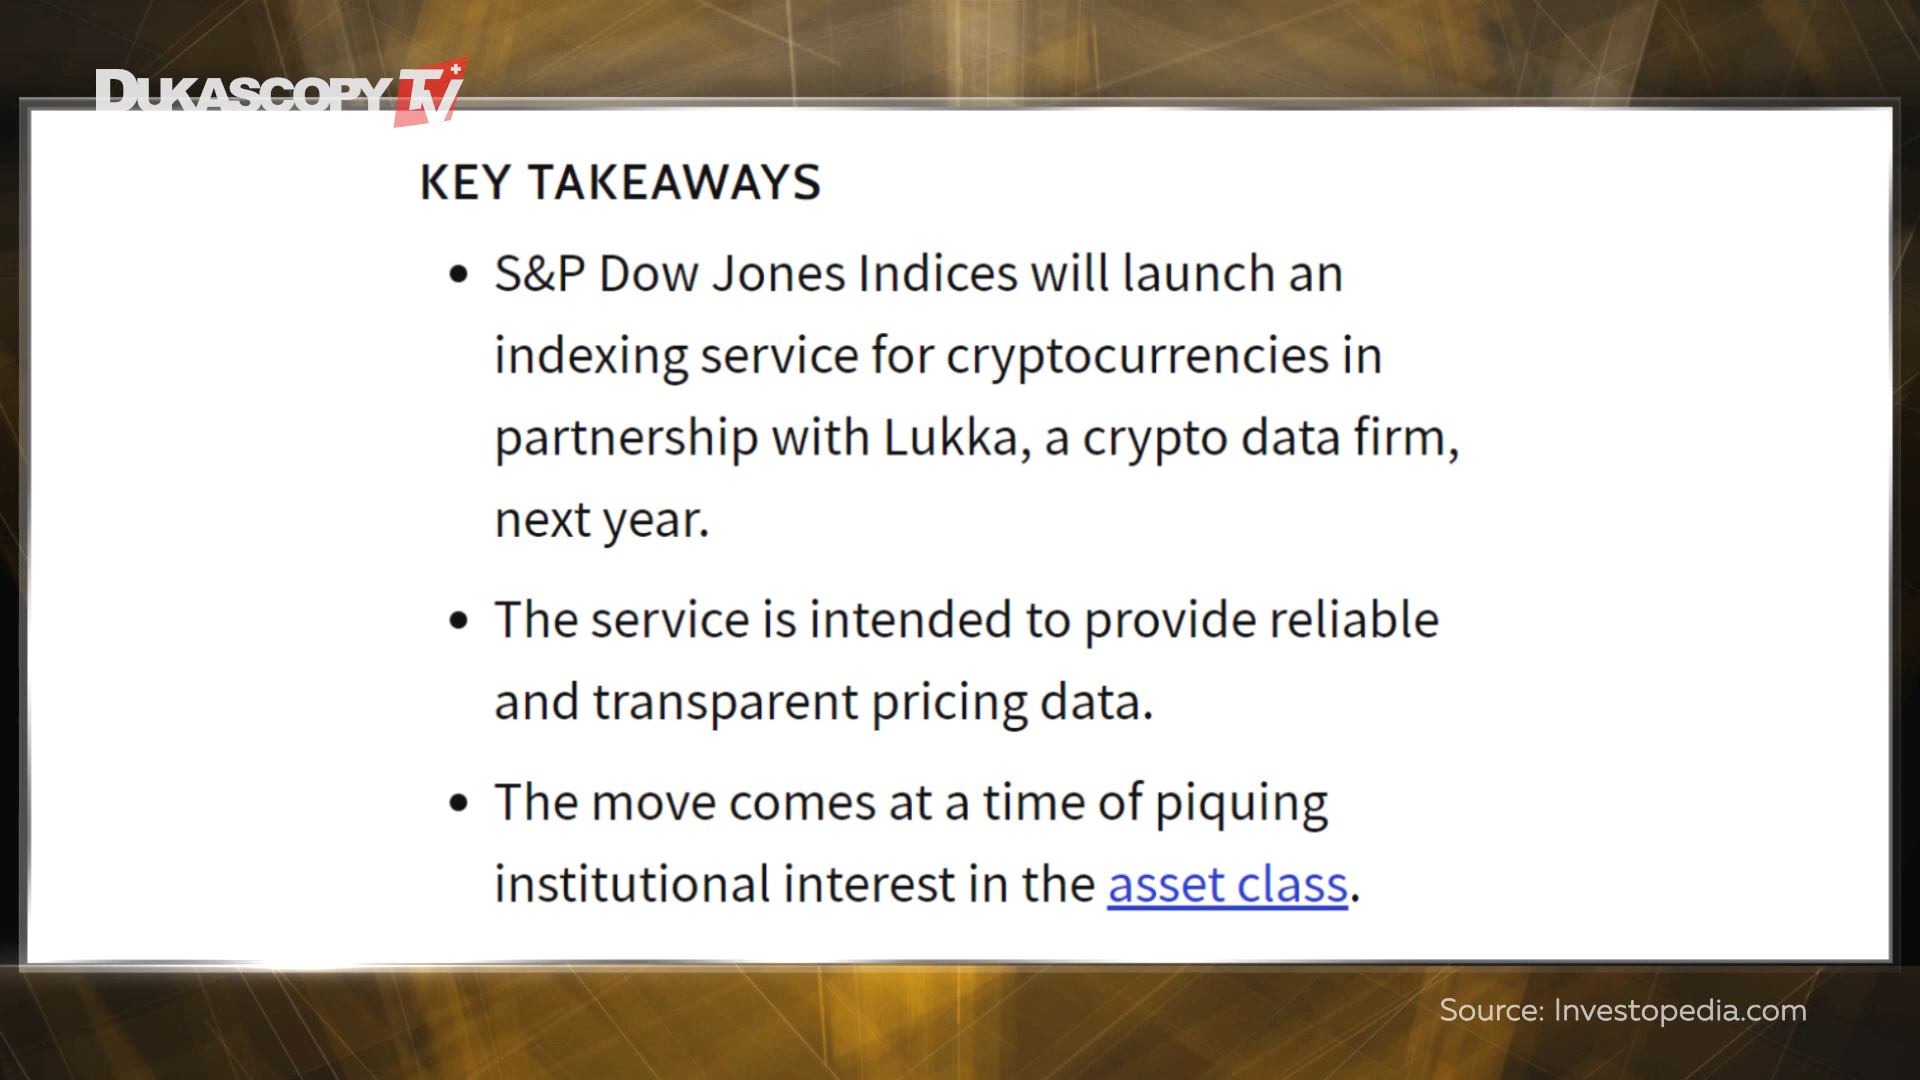 DUKASCOPY TV
KEY TAKEAWAYS
• S&P Dow Jones Indices will launch an
indexing service for cryptocurrencies in
partnership with Lukka, a crypto data firm,
next year.
• The service is intended to provide reliable
and transparent pricing data.
• The move comes at a time of piquing
institutional interest in the asset class.
Source: Investopedia.com